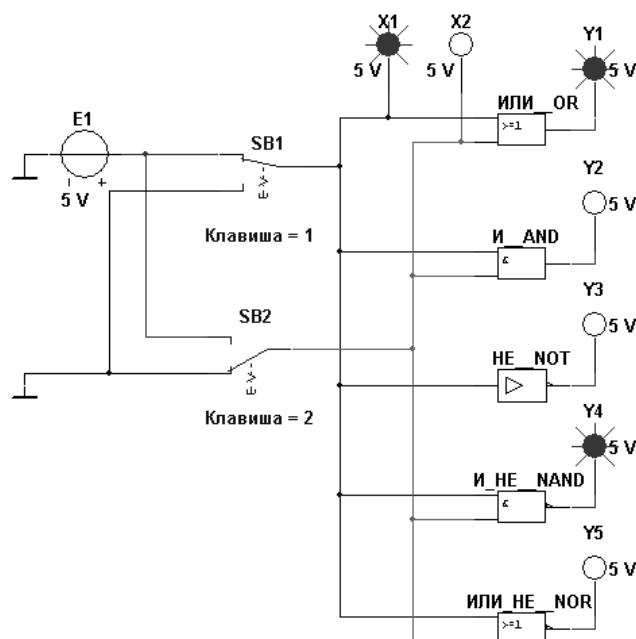 X1
X2
Y1
5 V
5 V
5 V
ИЛИ__OR
>=1
E1
SB1
5 V
- +
Клавиша = 1
Y2
5 V
И__AND
&
SB2
Y3
5 V
НЕ__NOT
Клавиша = 2
Y4
5 V
И_НЕ__NAND
&
Y5
5 V
ИЛИ_НЕ__NOR
>=1